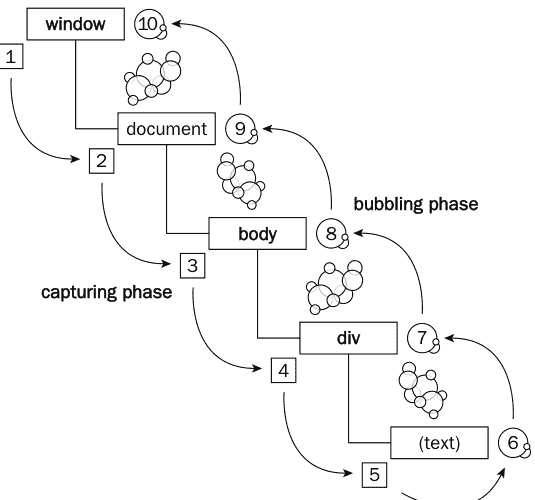 window
10
1
document
9
2
bubbling phase
body
8
3
capturing phase
div
7
4
(text)
6
5